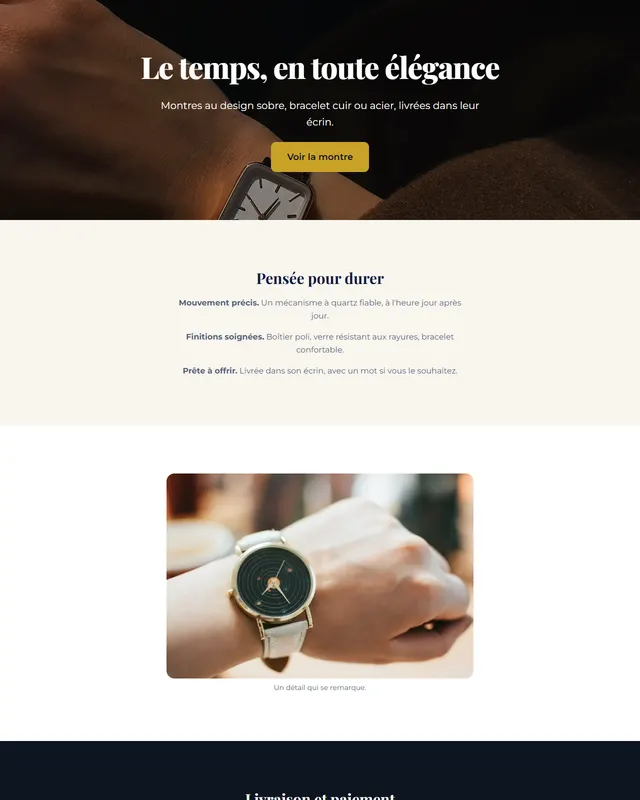 Le temps, en toute élégance
Montres au design sobre, bracelet cuir ou acier, livrées dans leur
écrin.
Voir la montre
Pensée pour durer
Mouvement précis. Un mécanisme à quartz fiable, à l'heure jour après
jour.
Finitions soignées. Boîtier poli, verre résistant aux rayures, bracelet
confortable.
Prête à offrir. Livrée dans son écrin, avec un mot si vous le souhaitez.
Un détail qui se remarque.
Livraison et paiement